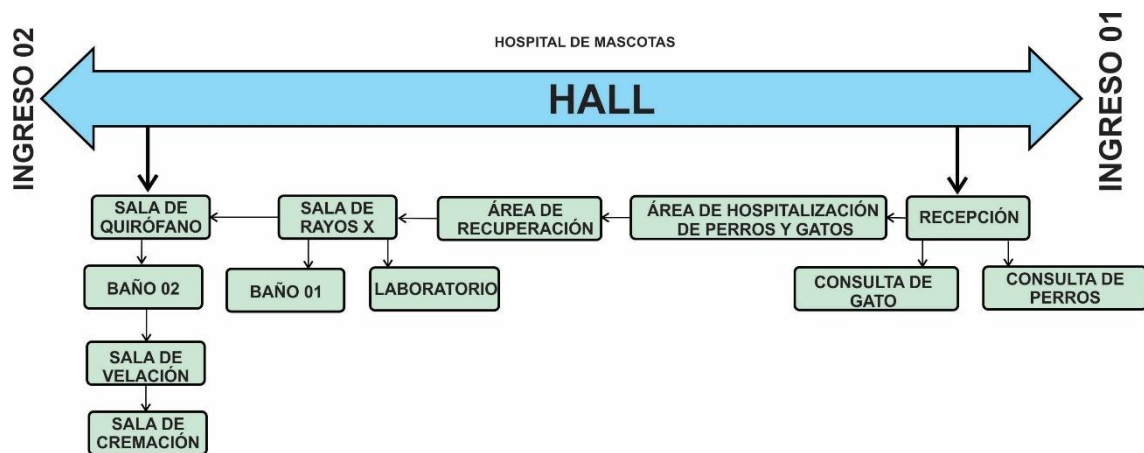 HOSPITAL DE MASCOTAS
INGRESO 02
HALL
INGRESO 01
SALA DE
QUIRÓFANO
SALA DE
RAYOS X
ÁREA DE
RECUPERACIÓN
ÁREA DE HOSPITALIZACIÓN
DE PERROS Y GATOS
RECEPCIÓN
BAÑO 02
BAÑO 01
LABORATORIO
CONSULTA DE
GATO
CONSULTA DE
PERROS
SALA DE
VELACIÓN
SALA DE
CREMACIÓN